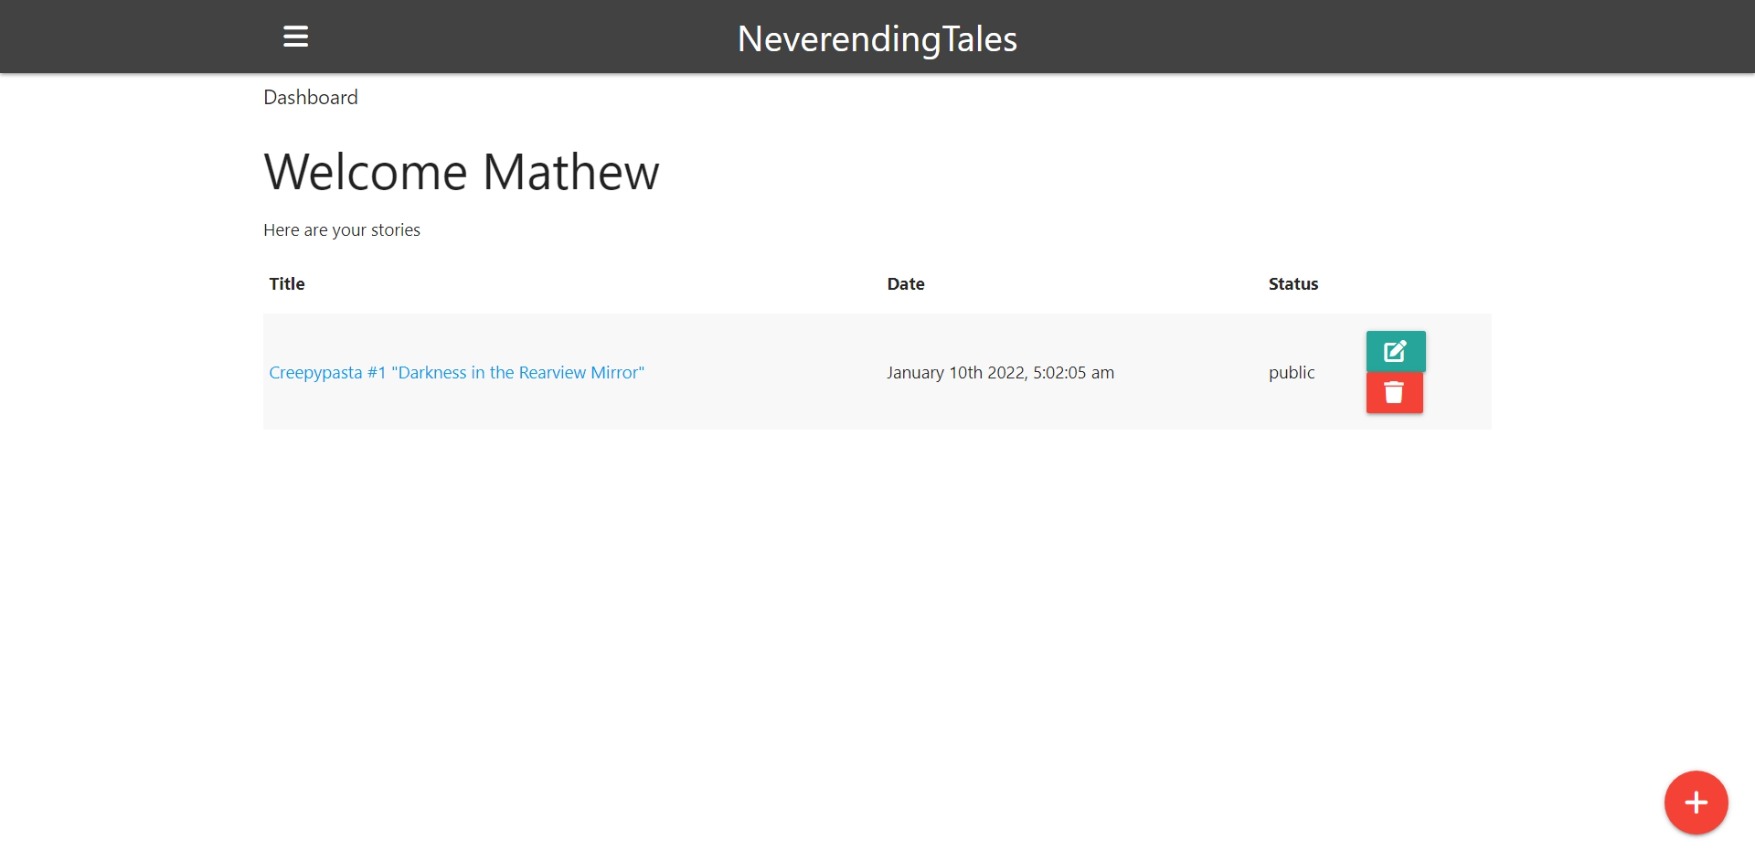 NeverendingTales
Dashboard
Welcome Mathew
Here are your stories
Title Date Status
Creepypasta #1 "Darkness in the Rearview Mirror" January 10th 2022, 5:02:05 am public